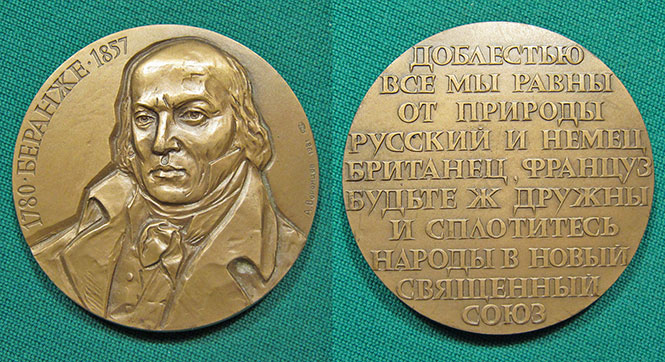 1780 · БЕРАНЖЕ · 1857
ДОБЛЕСТЬЮ
ВСЕ МЫ РАВНЫ
ОТ ПРИРОДЫ
РУССКИЙ И НЕМЕЦ
БРИТАНЕЦ, ФРАНЦУЗ
БУДЬТЕ Ж ДРУЖНЫ
И СПЛОТИТЕСЬ
НАРОДЫ В НОВЫЙ
СВЯЩЕННЫЙ
СОЮЗ